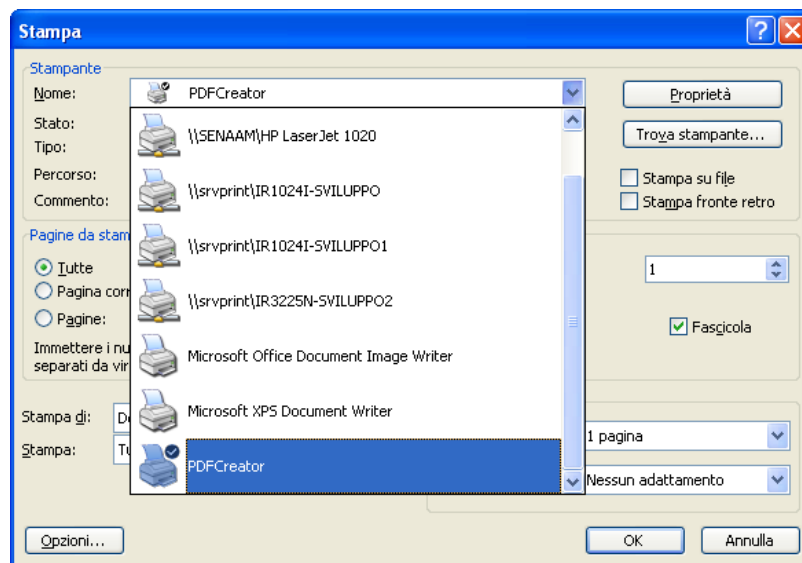 Stampa
Stampante
Nome:
PDFCreator
Proprietà
Stato:
\\SENAAM\HP LaserJet 1020
Trova stampante...
Tipo:
Percorso:
\\srvprint\IR1024I-SVILUPPO
Stampa su file
Commento:
Stampa fronte retro
Pagine da stam
\\srvprint\IR1024I-SVILUPPO1
Tutte
1
Pagina corr
\\srvprint\IR3225N-SVILUPPO2
Pagine:
Fascicola
Immettere i nu
separati da vir
Microsoft Office Document Image Writer
Microsoft XPS Document Writer
Stampa di:
1 pagina
Stampa:
PDFCreator
Nessun adattamento
Opzioni...
OK
Annulla